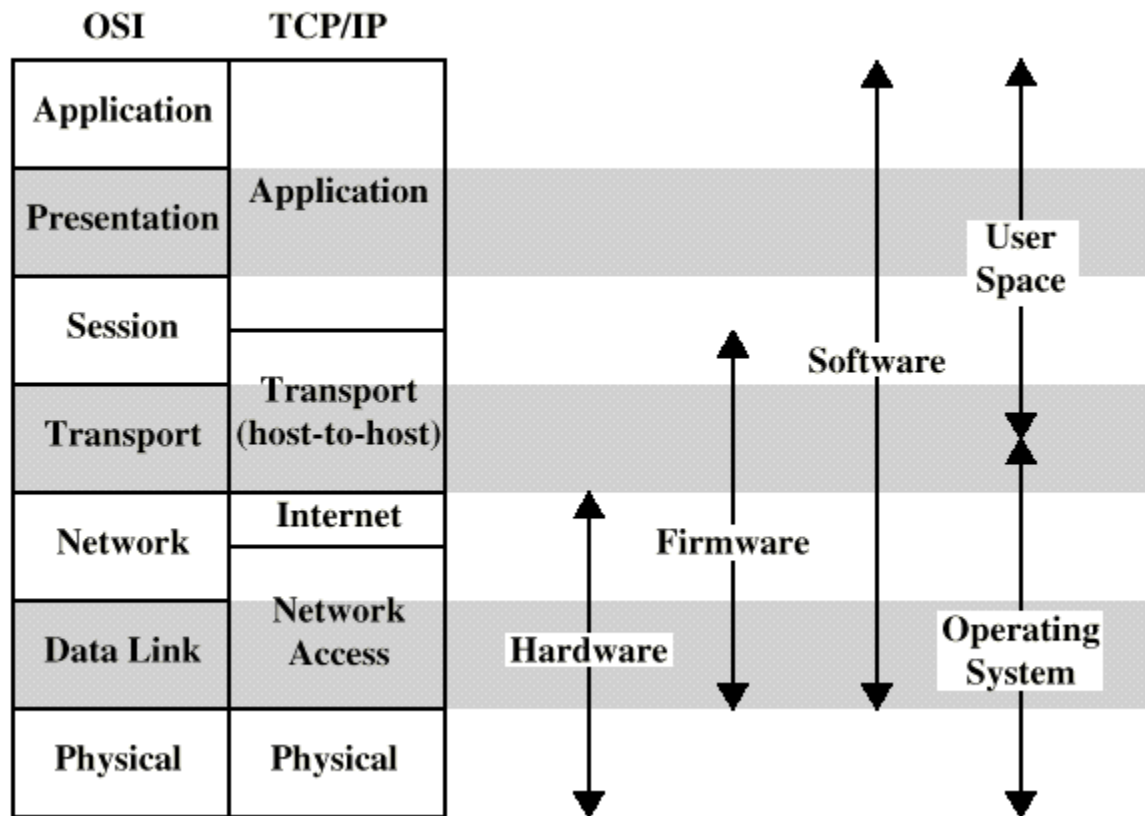 OSI
TCP/IP
Application
Presentation
Session
Transport
Network
Data Link
Physical
Application
Transport
(host-to-host)
Internet
Network
Access
Physical
Hardware
Firmware
Software
User
Space
Operating
System